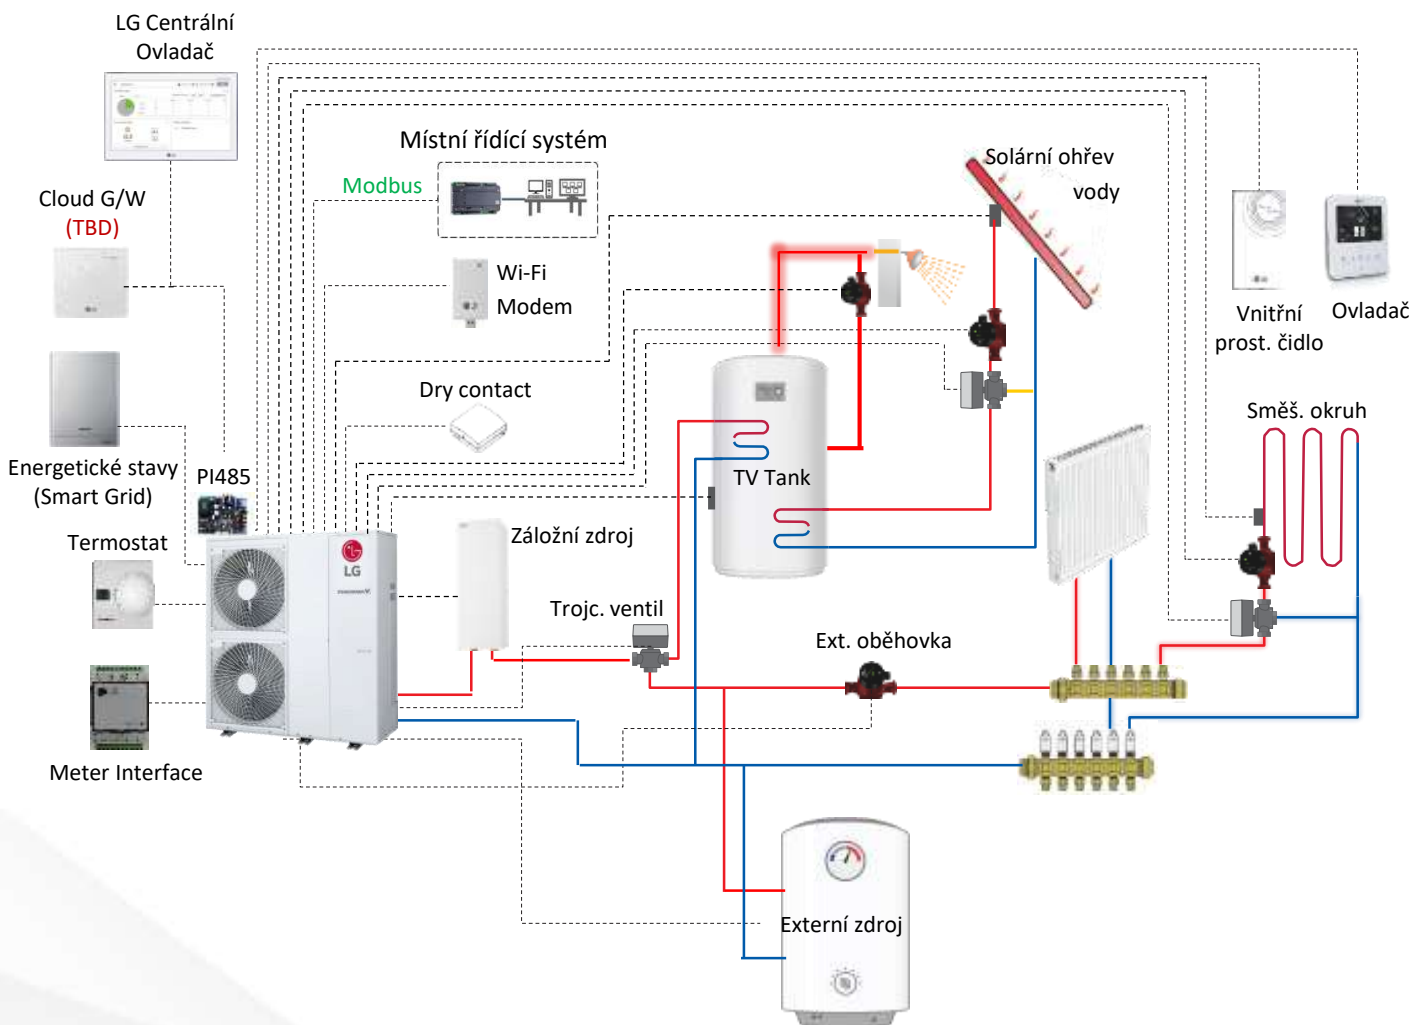 LG Centrální
Ovladač
Místní řídící systém
Modbus
Cloud G/W
(TBD)
Wi-Fi
Modem
Solární ohřev
vody
Vnitřní
prost. čidlo
Ovladač
Dry contact
Směš. okruh
Energetické stavy
(Smart Grid)
PI485
TV Tank
Termostat
LG
Záložní zdroj
Trojc. ventil
Ext. oběhovka
Meter Interface
Externí zdroj